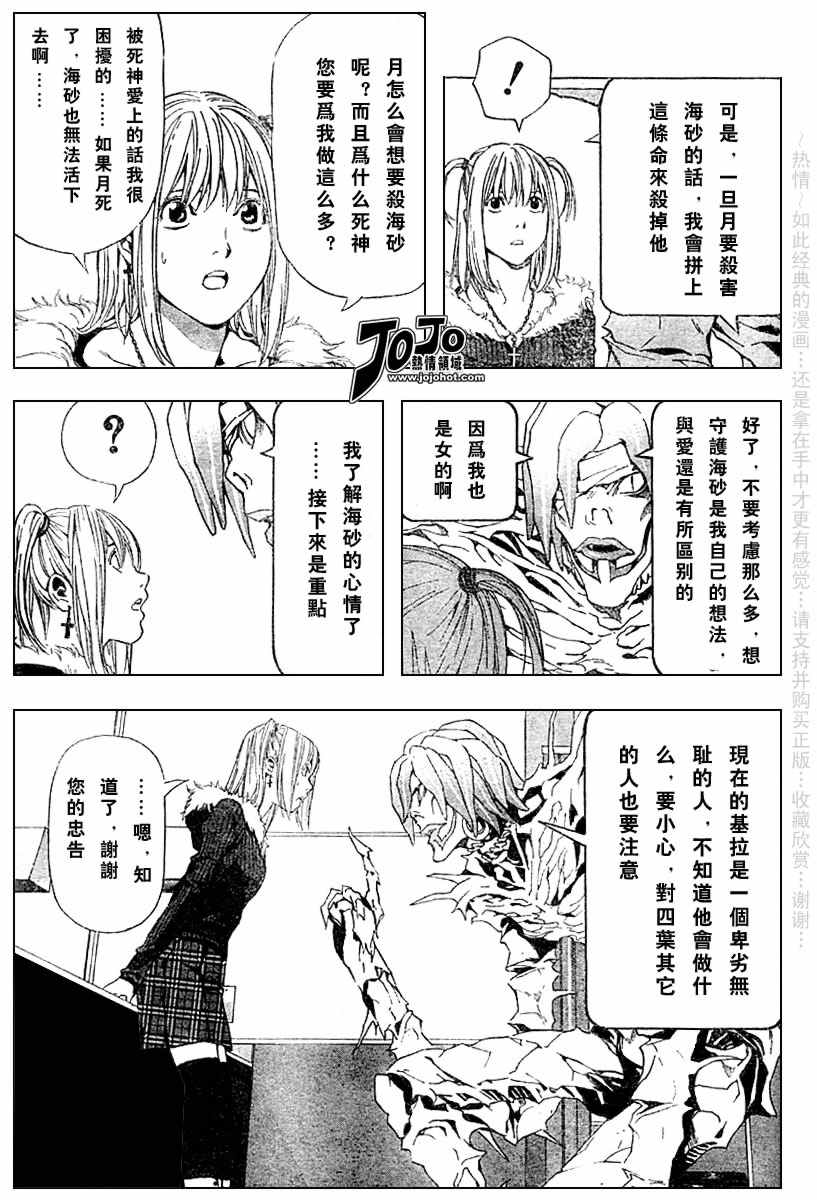 可是，一旦月要殺害
海砂的話，我會拼上
這條命來殺掉他
！
月怎么會想要殺海砂
呢？而且爲什么死神
您要爲我做這么多？
被死神愛上的話我很
困擾的……如果月死
了，海砂也無法活下
去啊……
JOJO
熱情領域
www.jojohot.com
好了，不要考慮那么多，想
守護海砂是我自己的想法，
與愛還是有所區别的
因爲我也
是女的啊
我了解海砂的心情了
……接下來是重點
？
現在的基拉是一個卑劣無
耻的人，不知道他會做什
么，要小心，對四葉其它
的人也要注意
……嗯，知
道了，謝謝
您的忠告
～热情～如此经典的漫画…还是拿在手中才更有感觉…请支持并购买正版…收藏欣赏…谢谢…